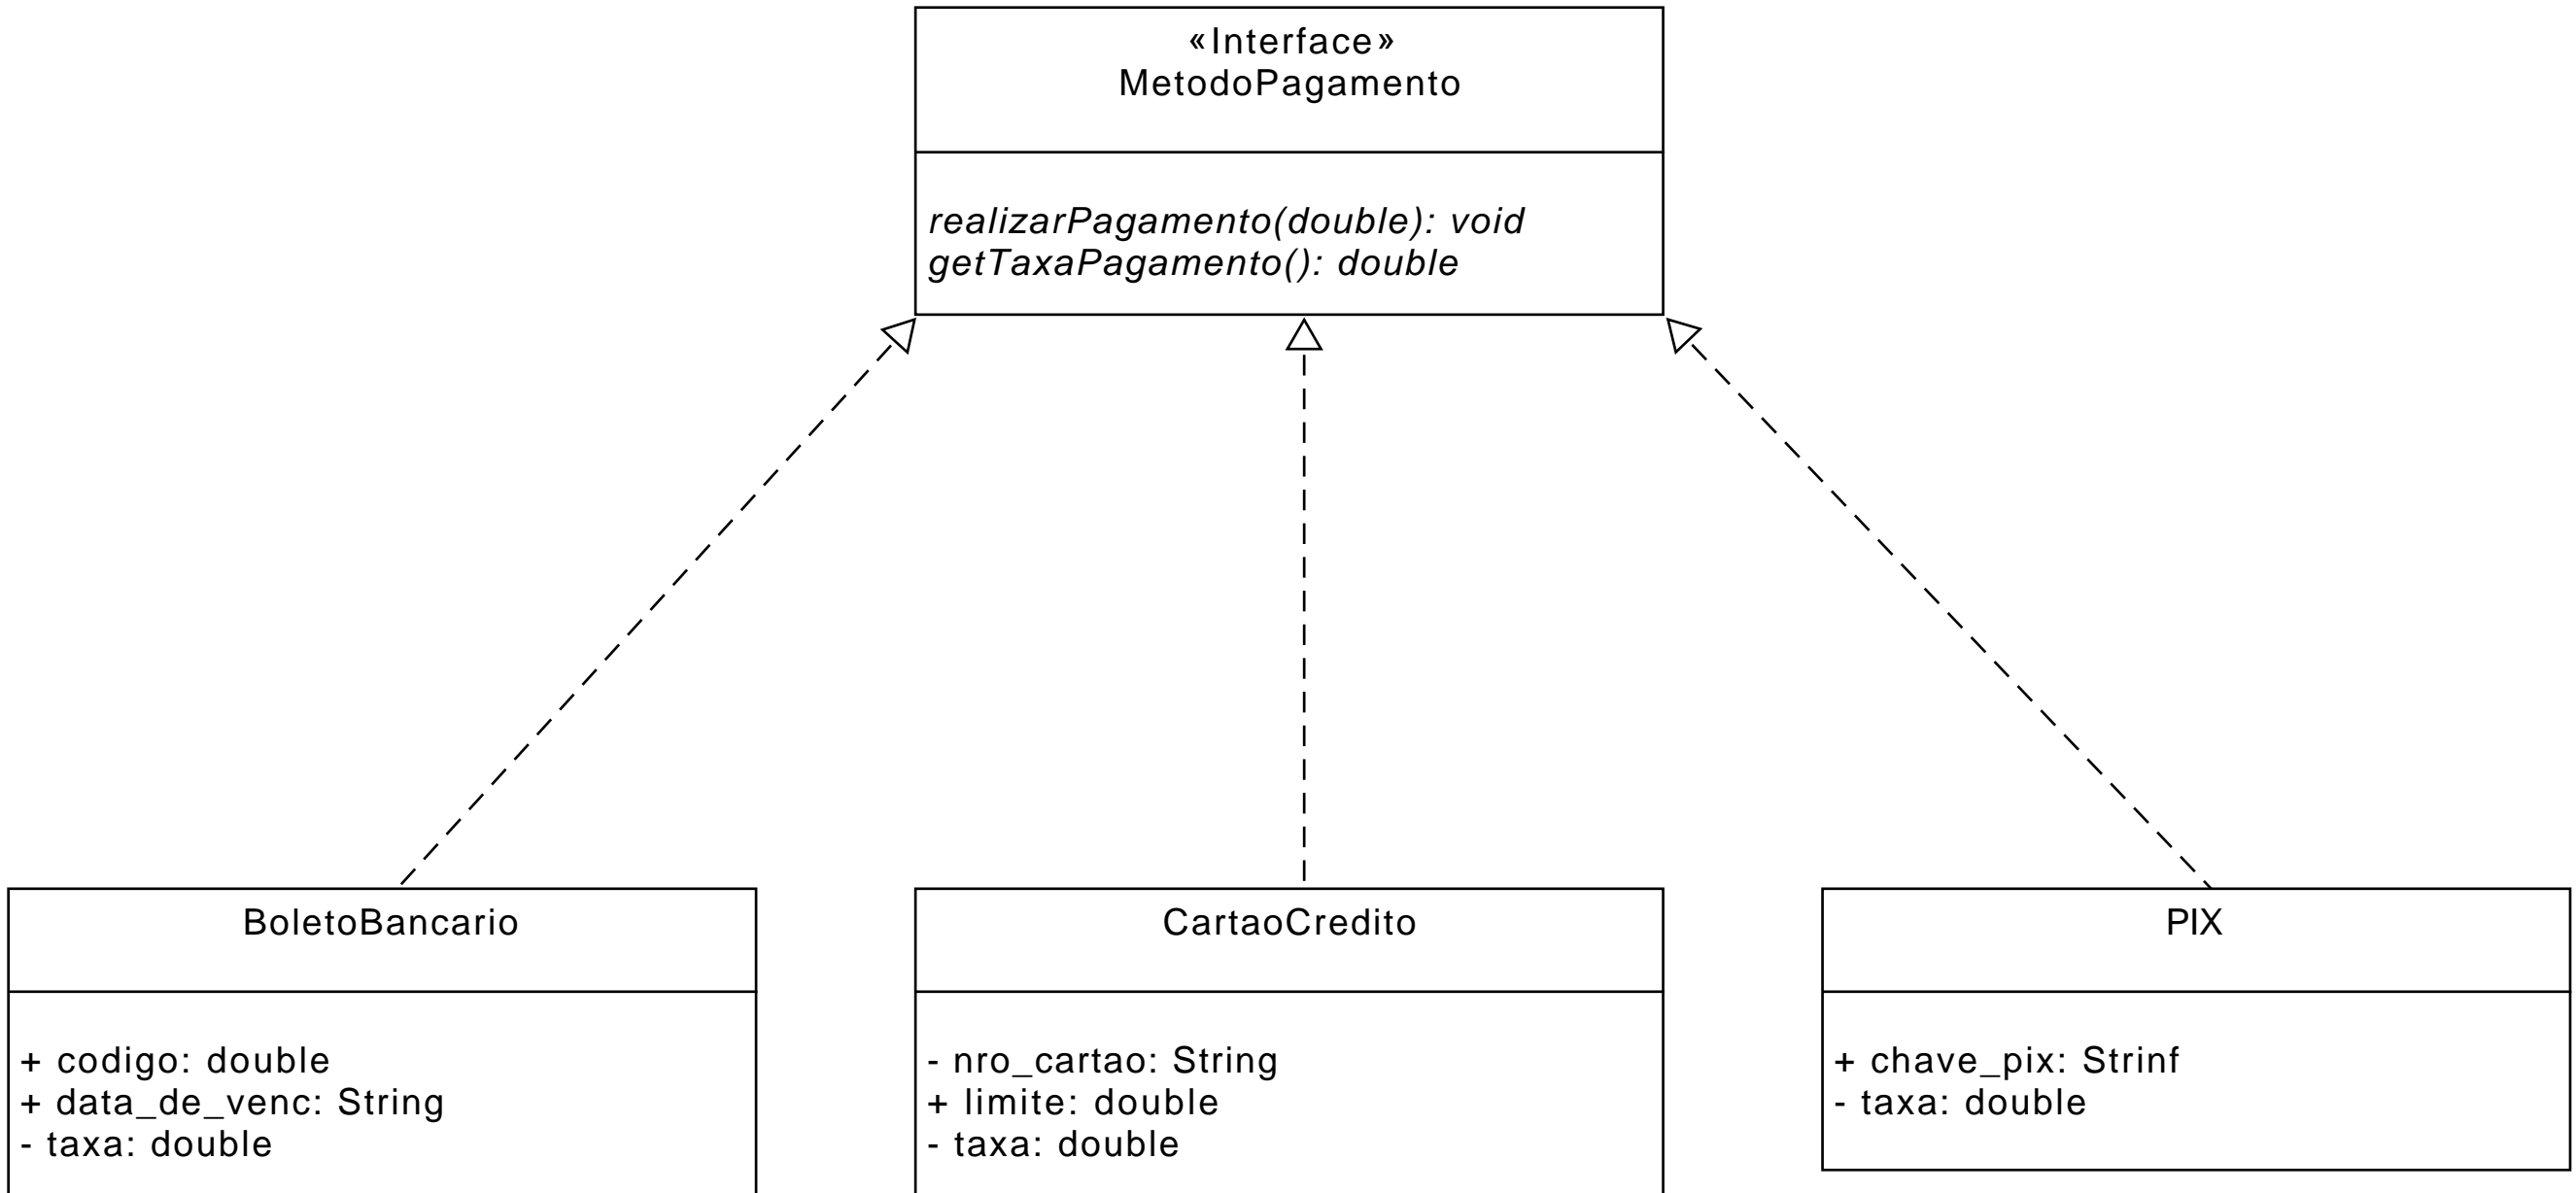 «Interface»
MetodoPagamento
realizarPagamento(double): void
getTaxaPagamento(): double
BoletoBancario
+ codigo: double
+ data_de_venc: String
- taxa: double
CartaoCredito
- nro_cartao: String
+ limite: double
- taxa: double
PIX
+ chave_pix: Strinf
- taxa: double